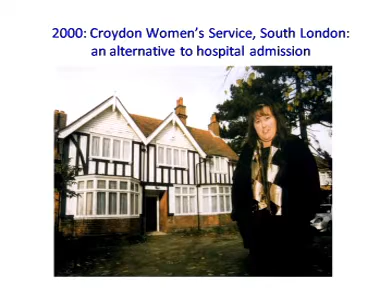 2000: Croydon Women’s Service, South London:
an alternative to hospital admission